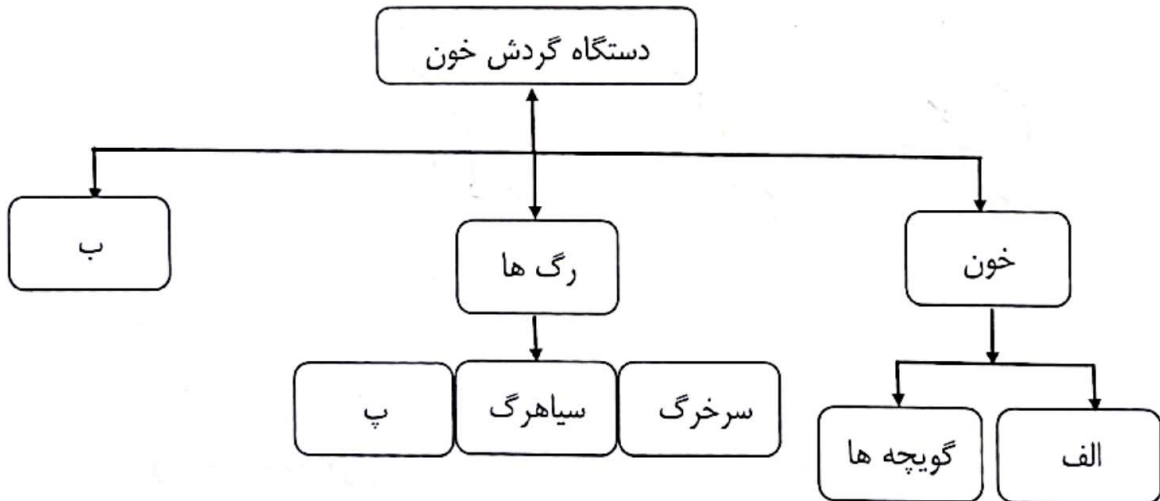 دستگاه گردش خون
خون
رگ ها
ب
سرخرگ
سیاهرگ
پ
الف
گویچه ها